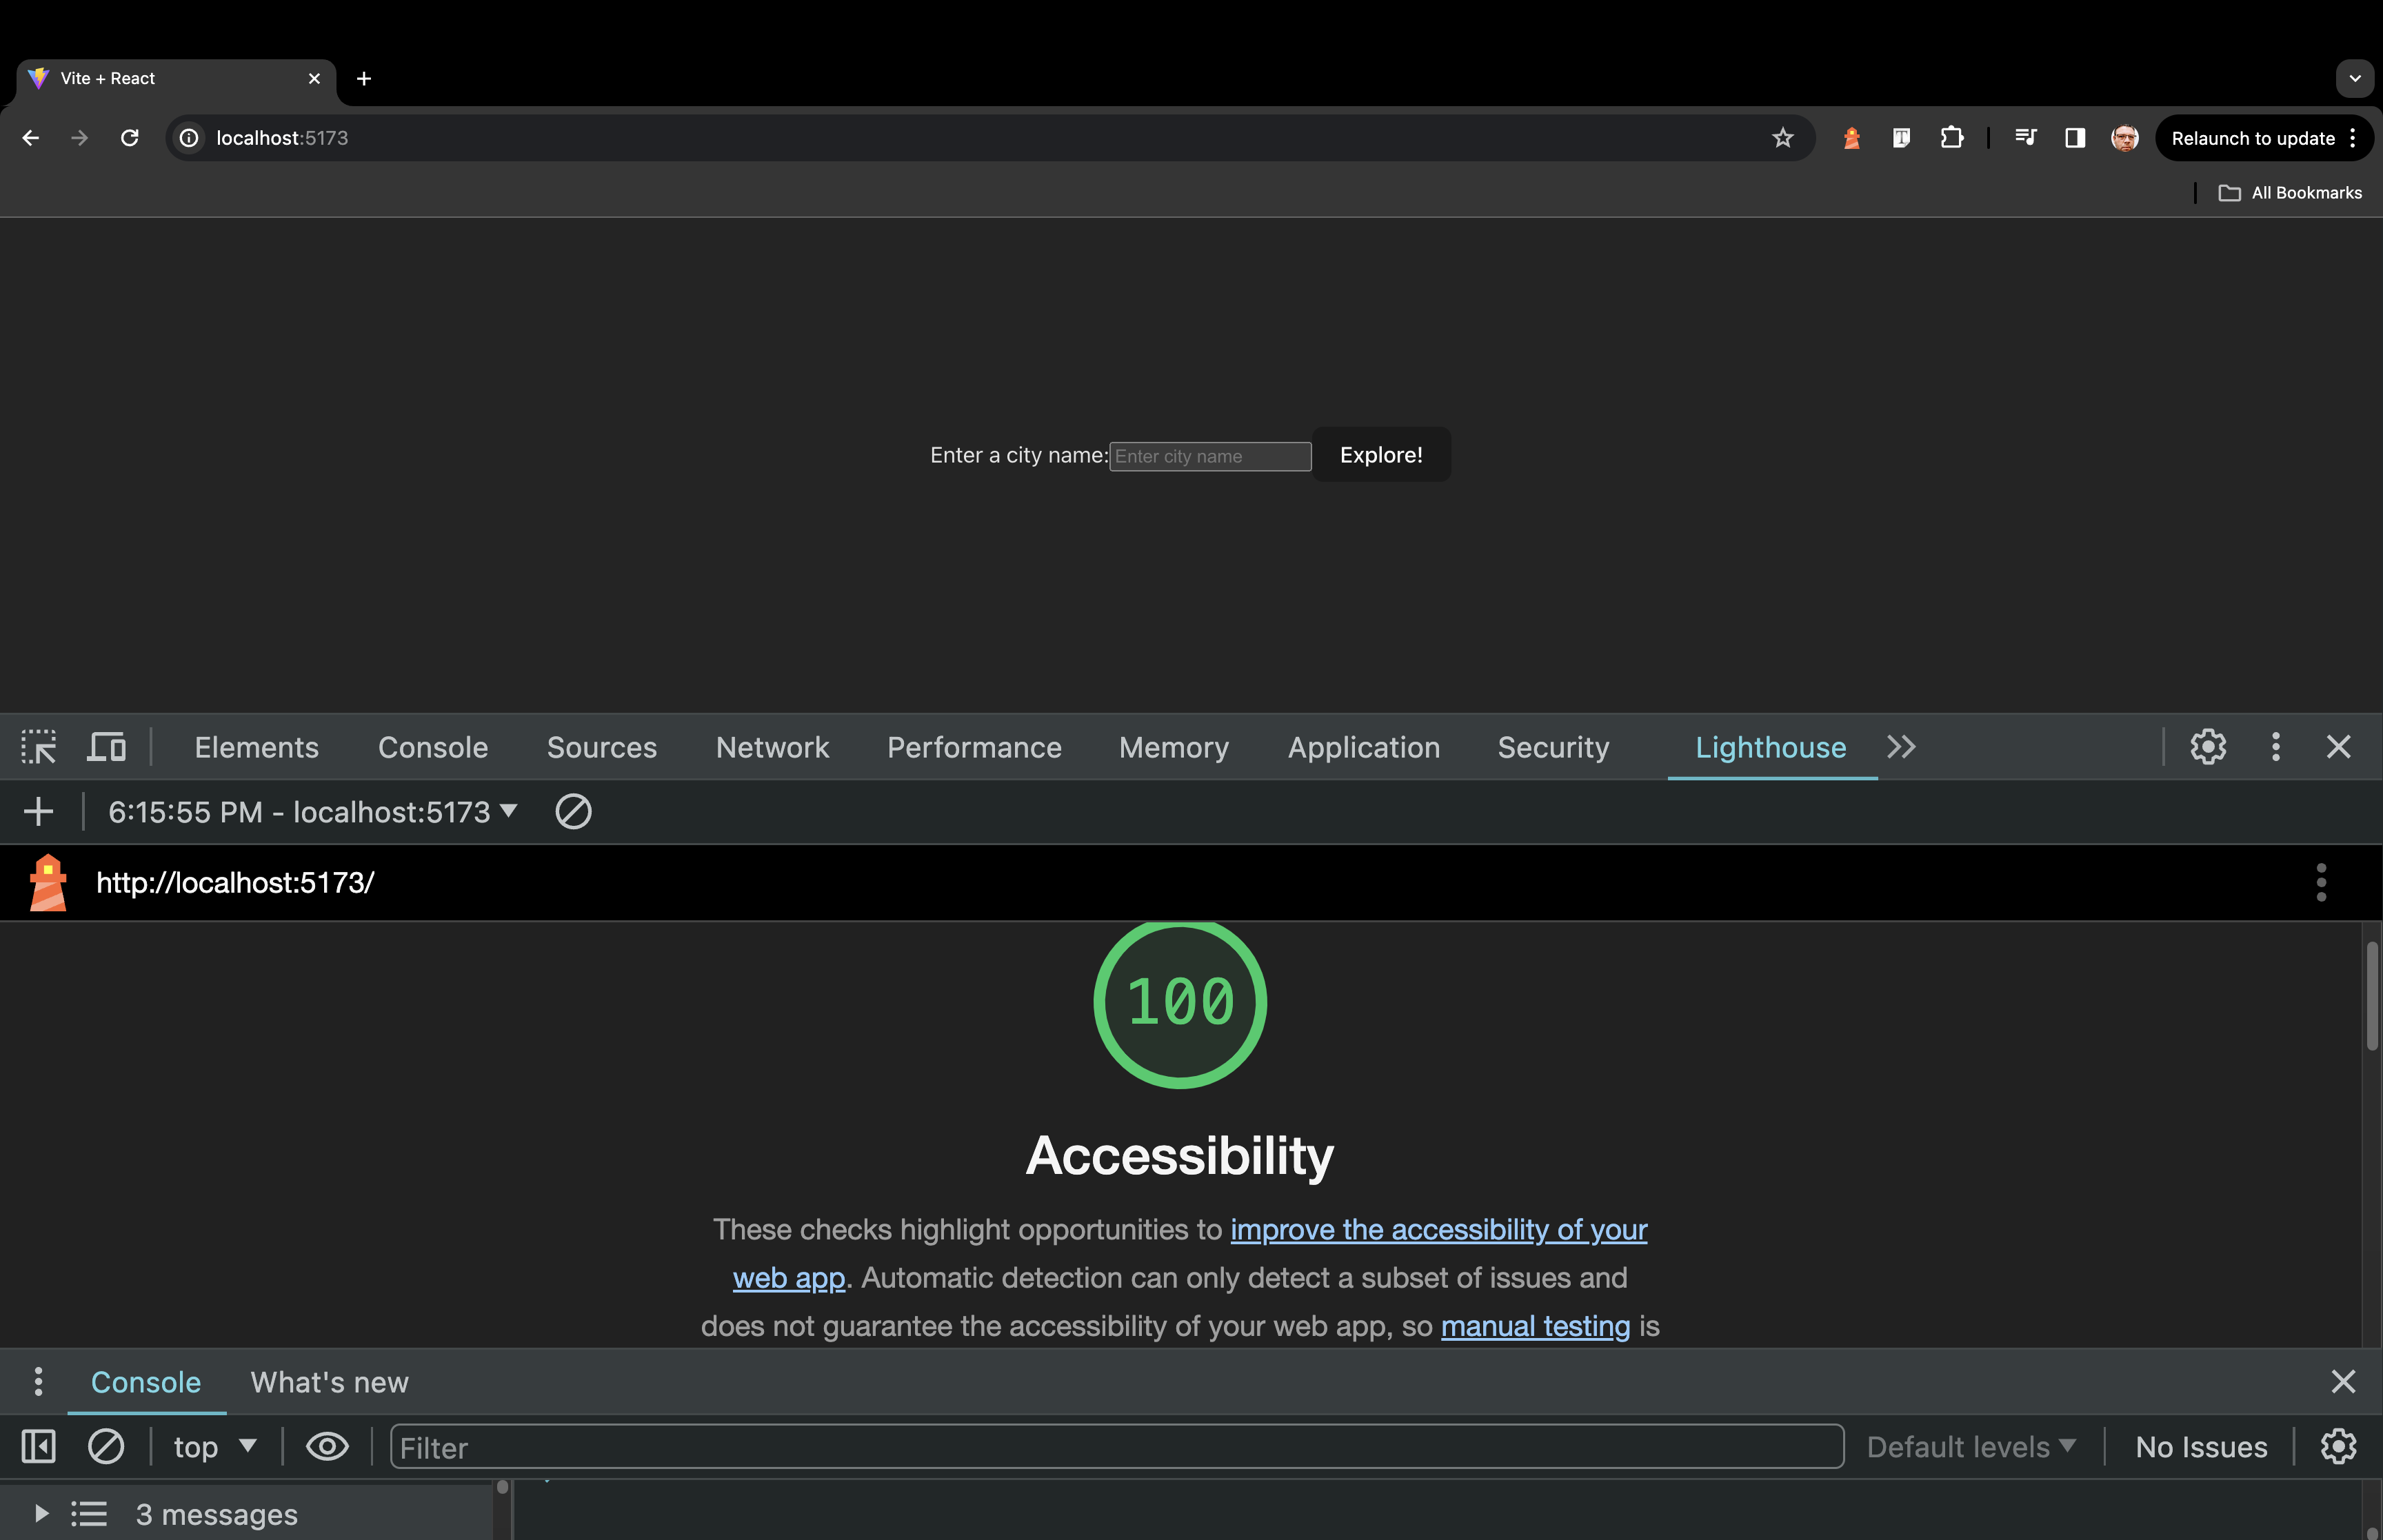 Vite + React
localhost:5173
Relaunch to update
All Bookmarks
Enter a city name: Enter city name Explore!
Elements Console Sources Network Performance Memory Application Security Lighthouse
6:15:55 PM - localhost:5173
http://localhost:5173/
100
Accessibility
These checks highlight opportunities to improve the accessibility of your
web app. Automatic detection can only detect a subset of issues and
does not guarantee the accessibility of your web app, so manual testing is
Console What's new
top Filter Default levels No Issues
3 messages